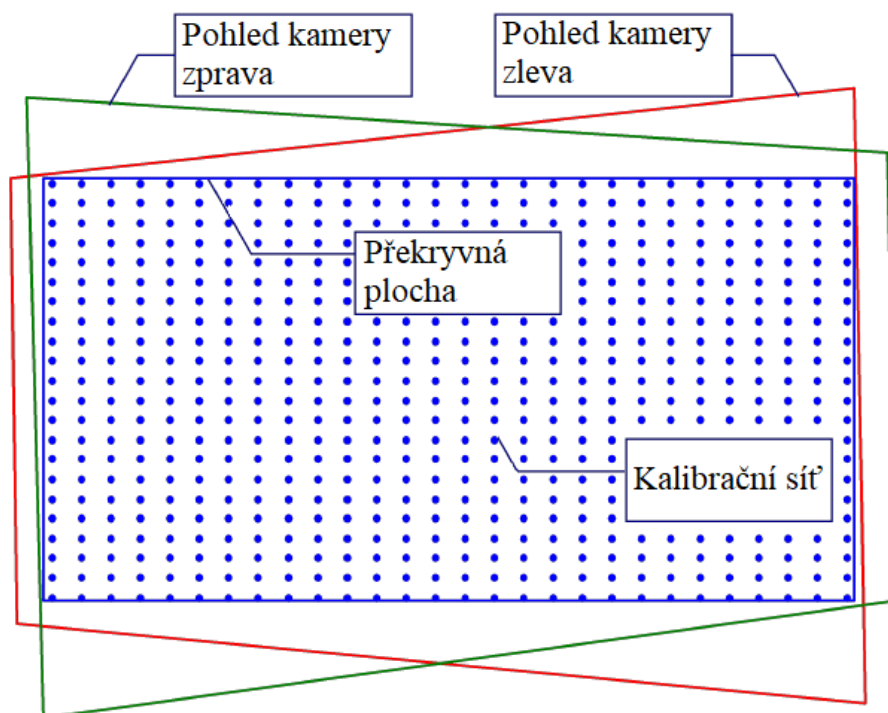 Pohled kamery
zprava
Pohled kamery
zleva
Překryvná
plocha
Kalibrační síť